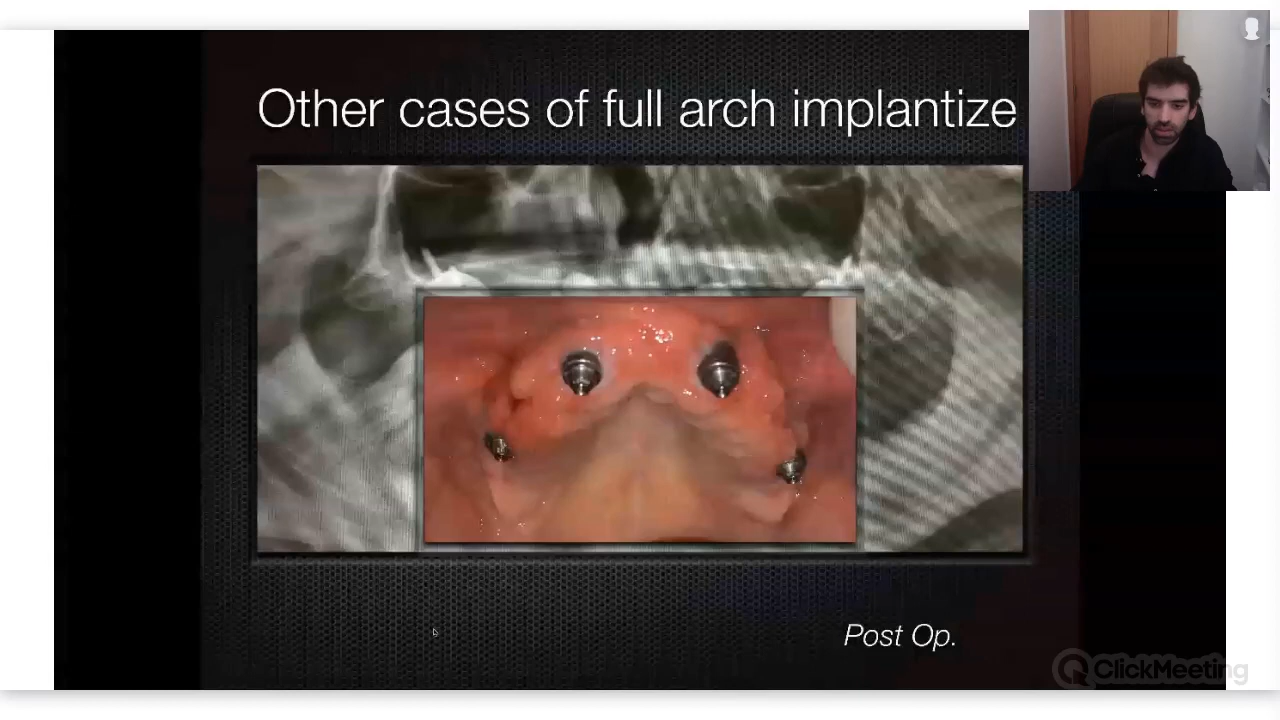 Other cases of full arch implantize
Post Op.
ClickMeeting